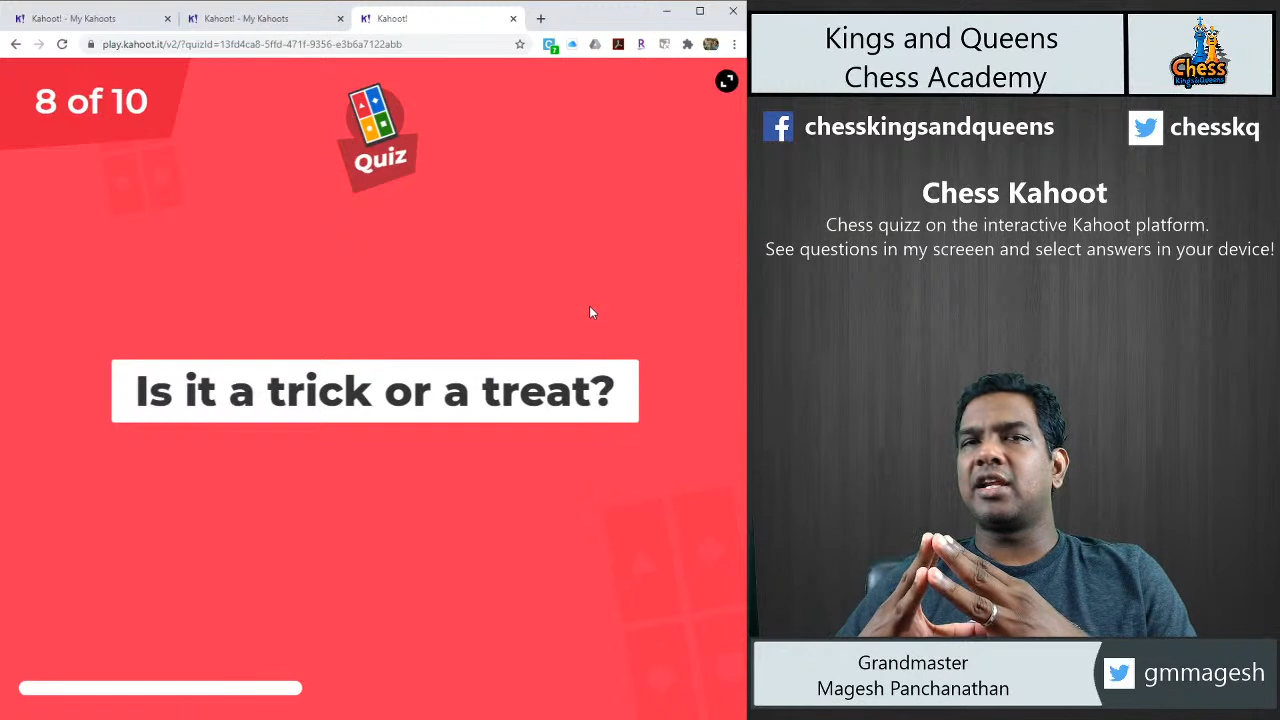 Kahoot! - My Kahoots
Kahoot! - My Kahoots
Kahoot!
play.kahoot.it/v2/?quizId=13fd4ca8-5ffd-471f-9356-e3b6a7122abb
8 of 10
Quiz
Is it a trick or a treat?
Kings and Queens
Chess Academy
Chess
Kings&Queens
chesskingsandqueens
chesskq
Chess Kahoot
Chess quizz on the interactive Kahoot platform.
See questions in my screeen and select answers in your device!
Grandmaster
Magesh Panchanathan
gmmagesh